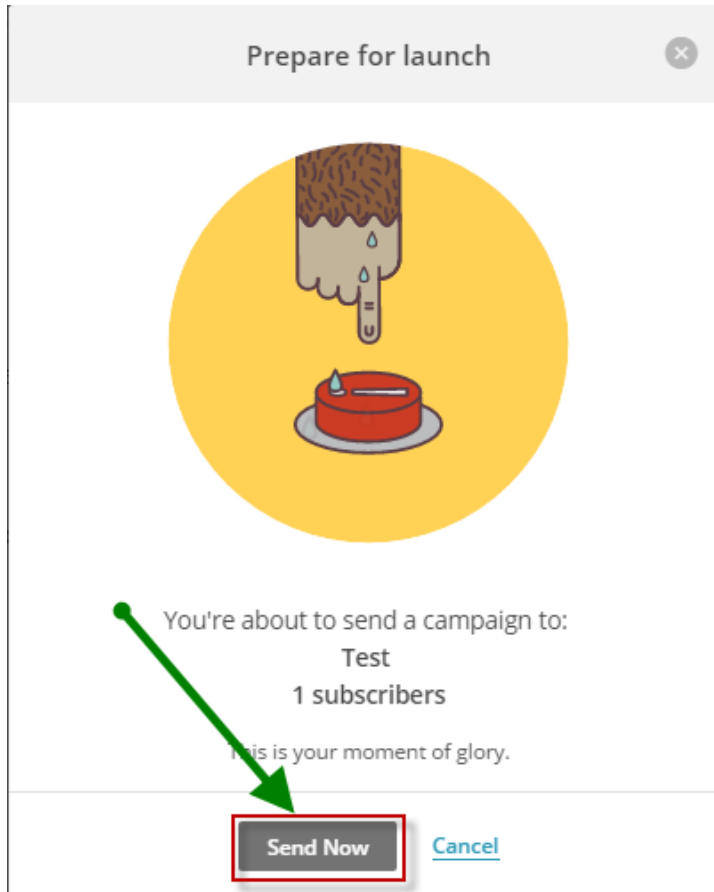 Prepare for launch
You're about to send a campaign to:
Test
1 subscribers
This is your moment of glory.
Send Now Cancel